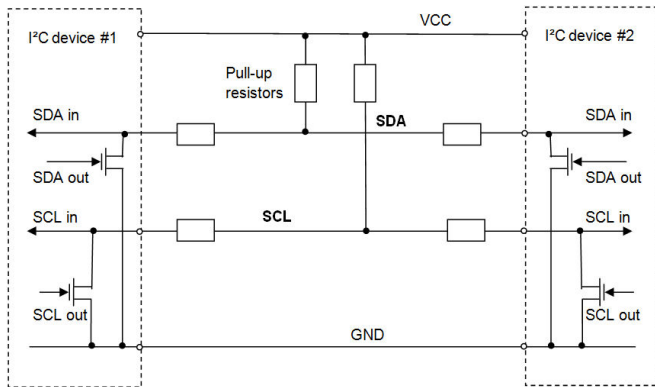 VCC
I²C device #1
I²C device #2
Pull-up
resistors
SDA in
SDA
SDA in
SDA out
SDA out
SCL in
SCL
SCL in
SCL out
SCL out
GND